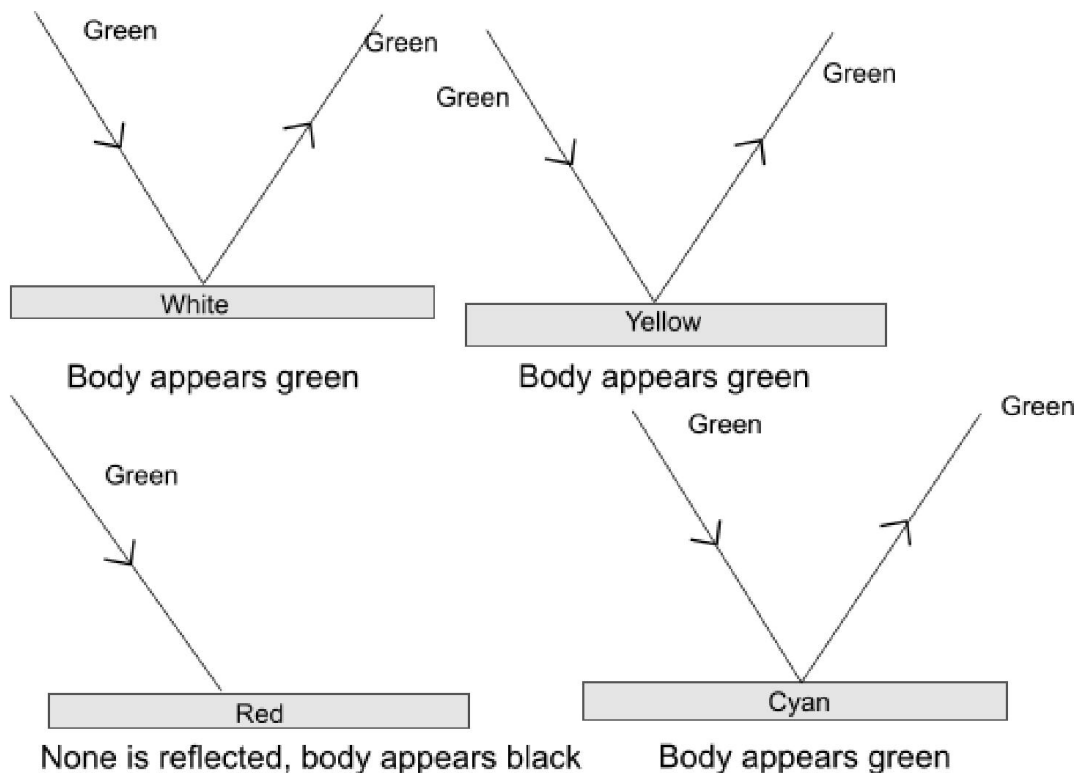 Green
Green
White
Body appears green
Green
Green
Yellow
Body appears green
Green
Red
None is reflected, body appears black
Green
Green
Cyan
Body appears green